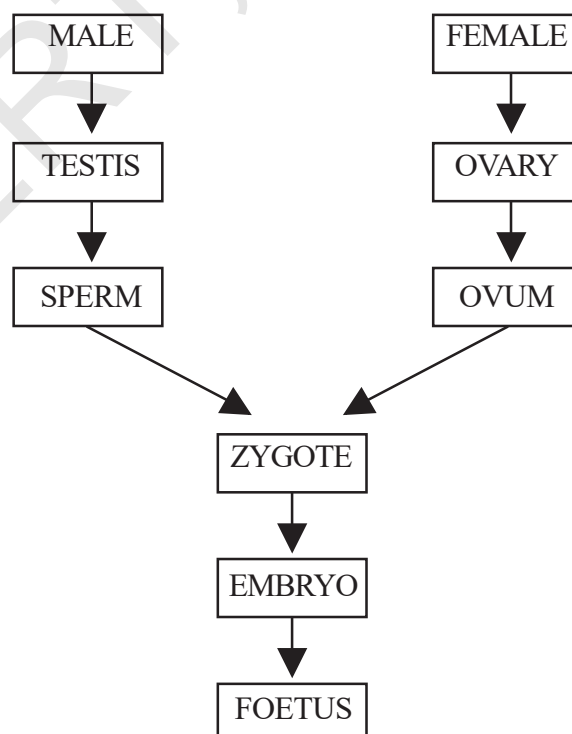 MALE FEMALE
TESTIS OVARY
SPERM OVUM
ZYGOTE
EMBRYO
FOETUS